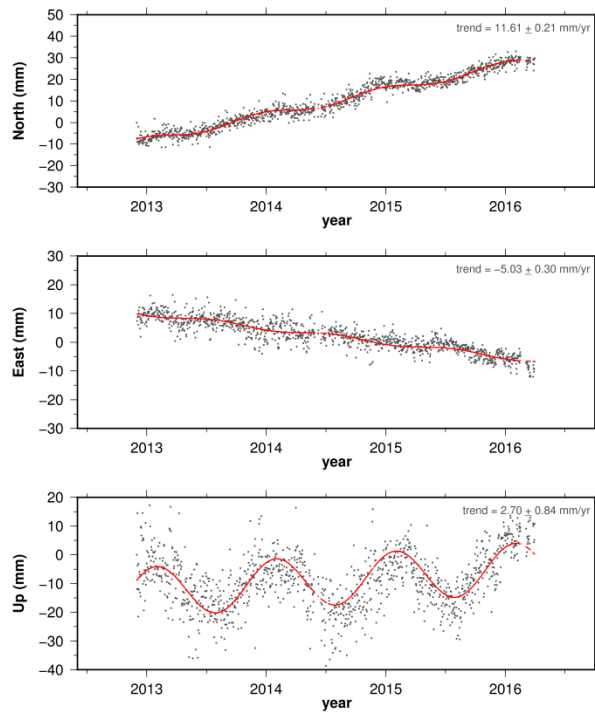 trend = 11.61 ± 0.21 mm/yr
50
40
30
20
10
0
−10
−20
−30
North (mm)
2013 2014 2015 2016
year
trend = −5.03 ± 0.30 mm/yr
30
20
10
0
−10
−20
−30
East (mm)
2013 2014 2015 2016
year
trend = 2.70 ± 0.84 mm/yr
20
10
0
−10
−20
−30
−40
Up (mm)
2013 2014 2015 2016
year